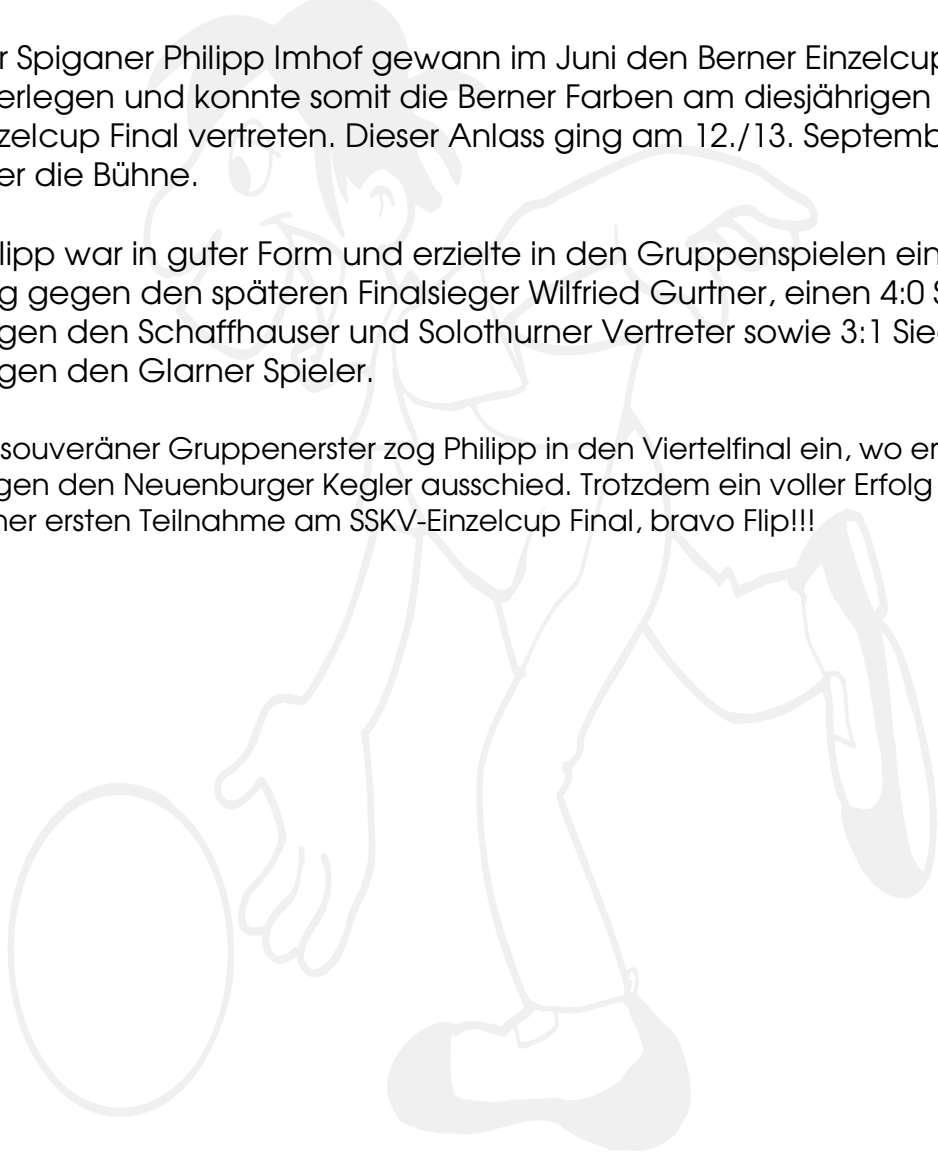 r Spiganer Philipp Imhof gewann im Juni den Berner Einzelcup
erlegen und konnte somit die Berner Farben am diesjährigen
zelcup Final vertreten. Dieser Anlass ging am 12./13. Septemb
er die Bühne.
lipp war in guter Form und erzielte in den Gruppenspielen ein
g gegen den späteren Finalsieger Wilfried Gurtner, einen 4:0 S
gen den Schaffhauser und Solothurner Vertreter sowie 3:1 Sie
gen den Glarner Spieler.
souveräner Gruppenerster zog Philipp in den Viertelfinal ein, wo er
gen den Neuenburger Kegler ausschied. Trotzdem ein voller Erfolg
ner ersten Teilnahme am SSKV-Einzelcup Final, bravo Flip!!!